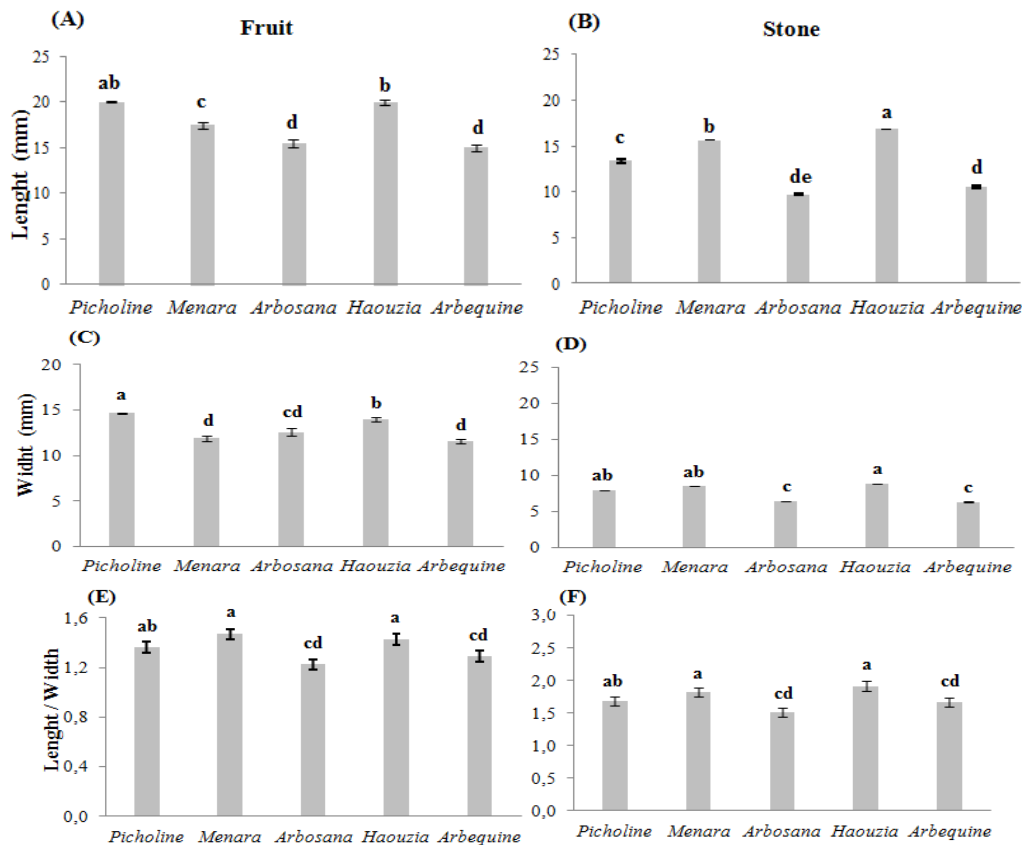 (A)
Fruit
Lenght (mm)
25
20
15
10
5
0
ab
c
d
b
d
Picholine Menara Arbosana Haouzia Arbequine
(B)
Stone
25
20
15
10
5
0
c
b
de
a
d
Picholine Menara Arbosana Haouzia Arbequine
(C)
Widht (mm)
20
15
10
5
0
a
d
cd
b
d
Picholine Menara Arbosana Haouzia Arbequine
(D)
25
20
15
10
5
0
ab
ab
c
a
c
Picholine Menara Arbosana Haouzia Arbequine
(E)
Lenght / Width
1,6
1,2
0,8
0,4
0,0
ab
a
cd
a
cd
Picholine Menara Arbosana Haouzia Arbequine
(F)
3,0
2,5
2,0
1,5
1,0
0,5
0,0
ab
a
cd
a
cd
Picholine Menara Arbosana Haouzia Arbequine